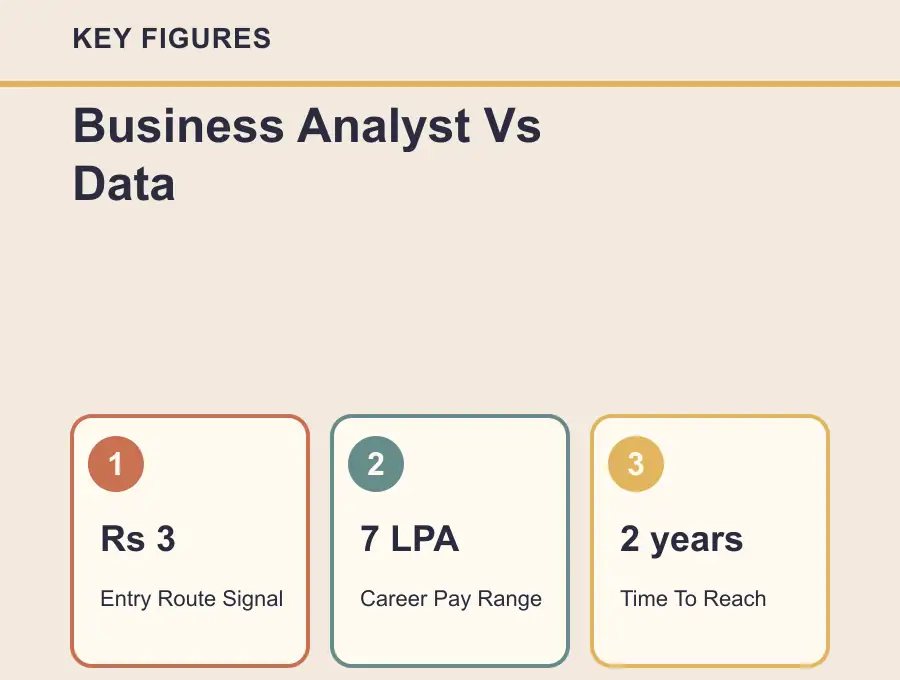 KEY FIGURES
Business Analyst Vs
Data
1
Rs 3
Entry Route Signal
2
7 LPA
Career Pay Range
3
2 years
Time To Reach